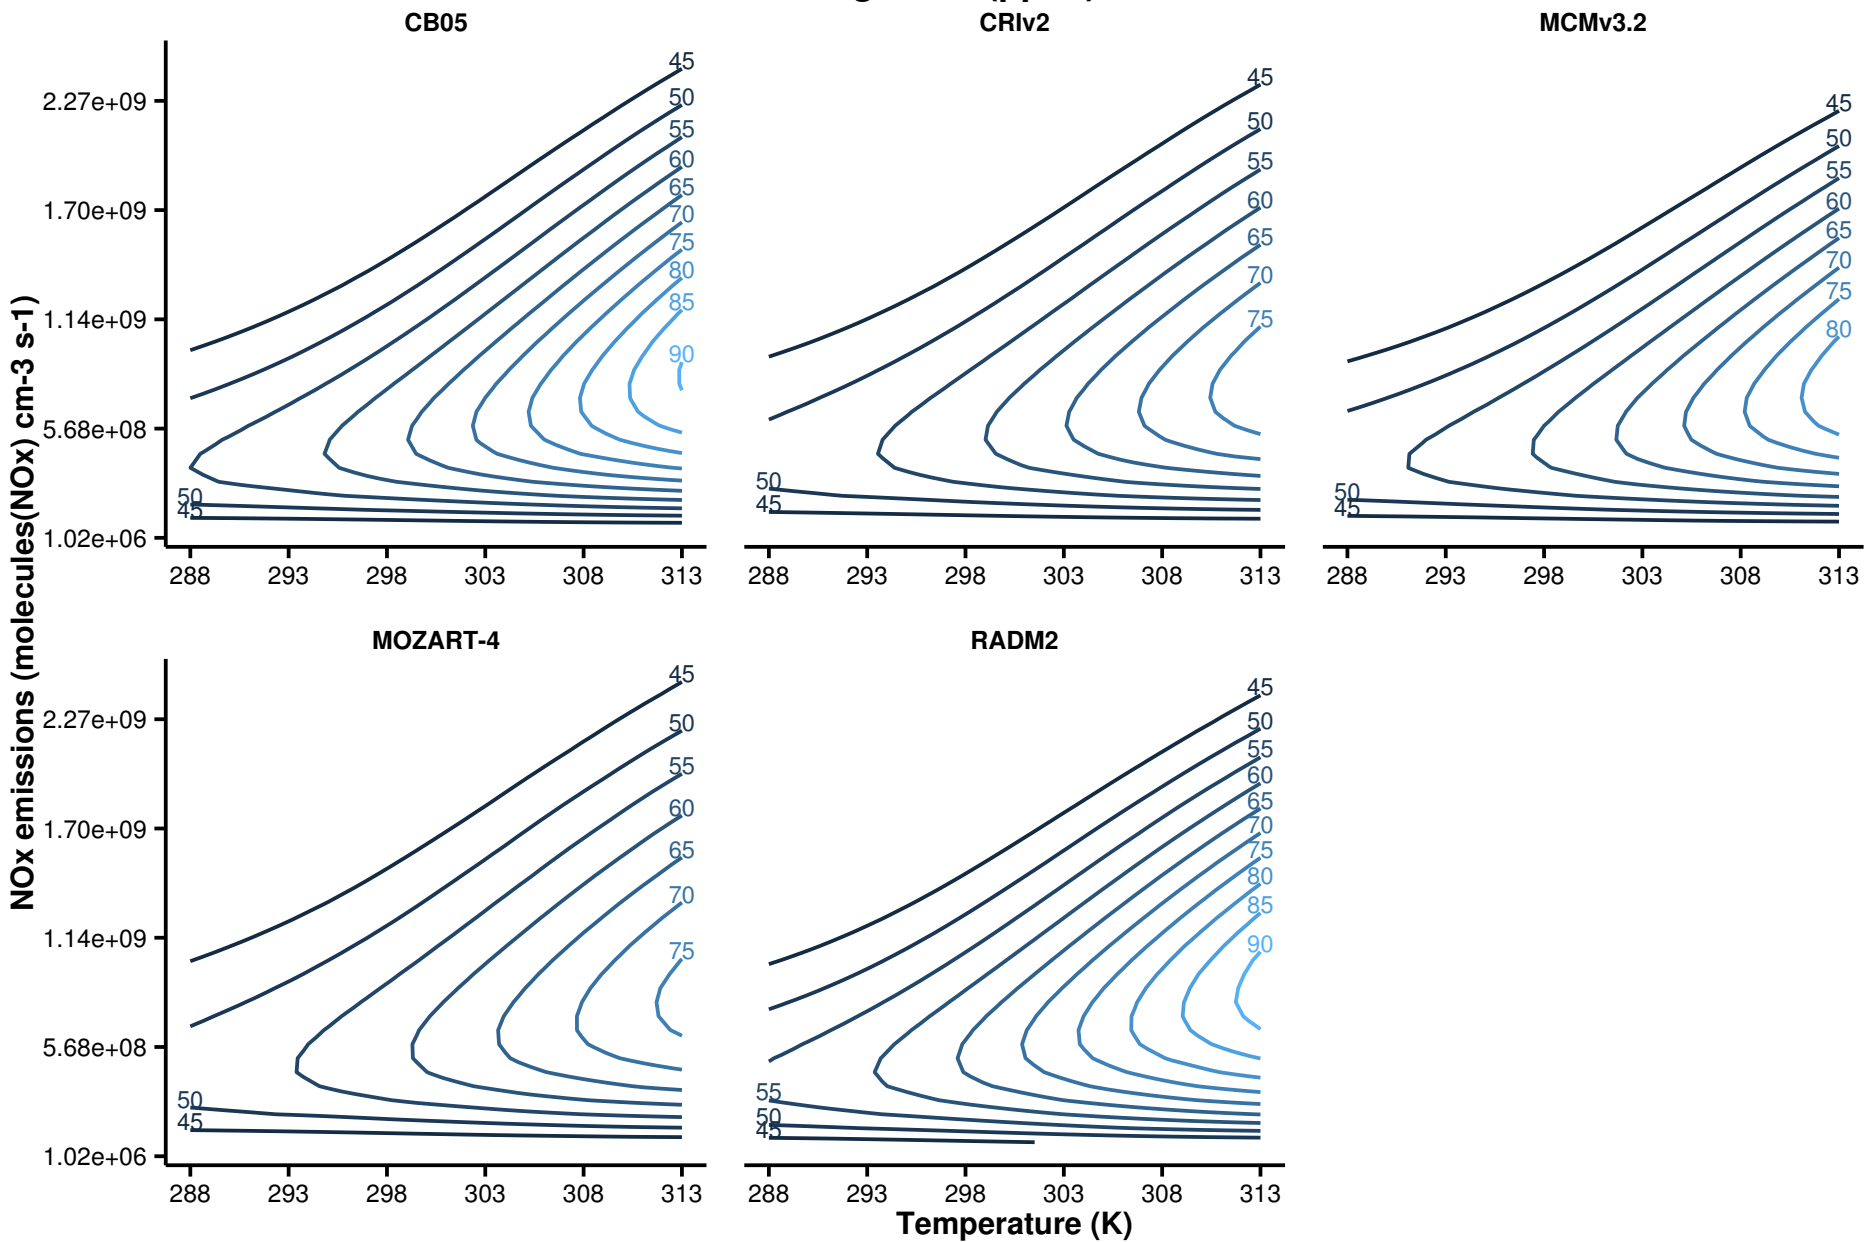 CB05
CRIv2
MCMv3.2
NOx emissions (molecules(NOx) cm-3 s-1)
2.27e+09
1.70e+09
1.14e+09
5.68e+08
1.02e+06
45
50
55
60
65
70
75
80
85
90
50
45
45
50
55
60
65
70
75
50
45
45
50
55
60
65
70
75
80
50
45
288 293 298 303 308 313
288 293 298 303 308 313
288 293 298 303 308 313
MOZART-4
RADM2
2.27e+09
1.70e+09
1.14e+09
5.68e+08
1.02e+06
45
50
55
60
65
70
75
50
45
45
50
55
60
65
70
75
80
85
90
55
50
45
288 293 298 303 308 313
288 293 298 303 308 313
Temperature (K)